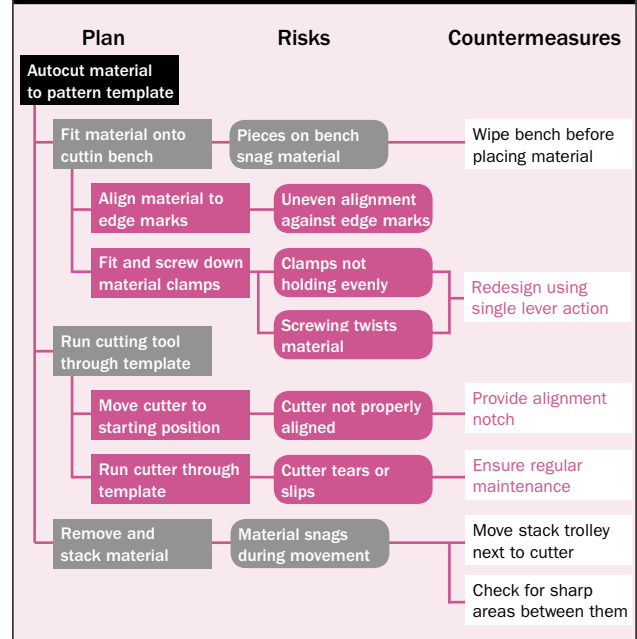 Plan Risks Countermeasures
Autocut material
to pattern template
Fit material onto
cuttin bench
Pieces on bench
snag material
Wipe bench before
placing material
Align material to
edge marks
Uneven alignment
against edge marks
Fit and screw down
material clamps
Clamps not
holding evenly
Screwing twists
material
Redesign using
single lever action
Run cutting tool
through template
Move cutter to
starting position
Cutter not properly
aligned
Provide alignment
notch
Run cutter through
template
Cutter tears or
slips
Ensure regular
maintenance
Remove and
stack material
Material snags
during movement
Move stack trolley
next to cutter
Check for sharp
areas between them